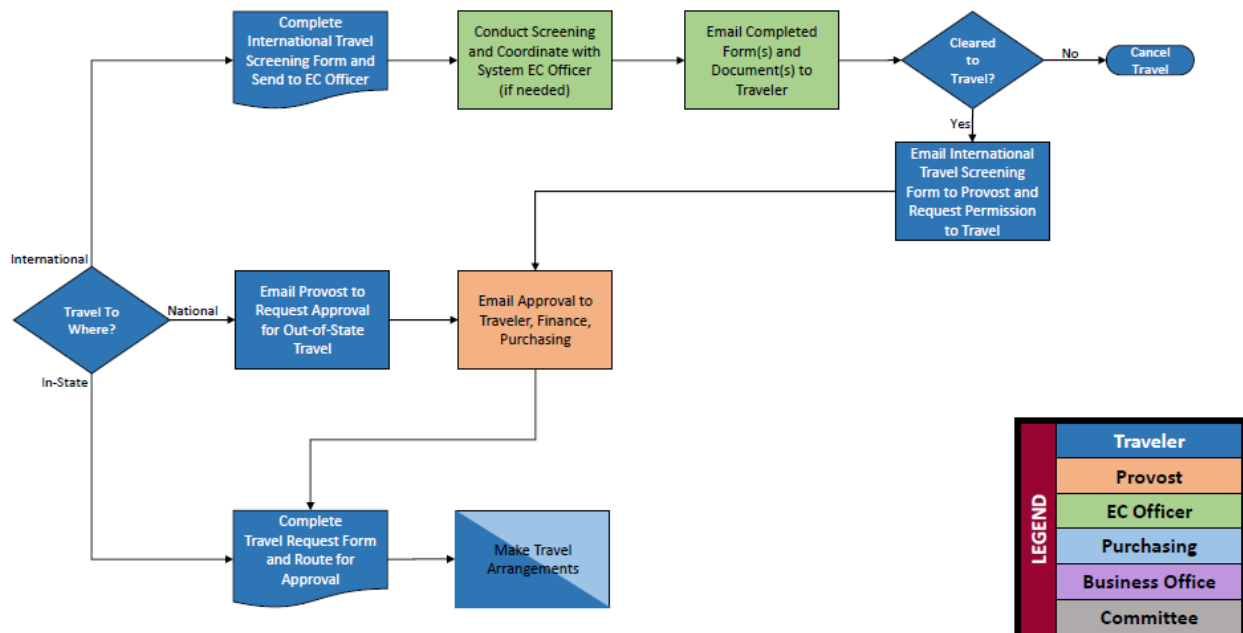 Complete
International Travel
Screening Form and
Send to EC Officer
Conduct Screening
and Coordinate with
System EC Officer
(if needed)
Email Completed
Form(s) and
Document(s) to
Traveler
Cleared
to
Travel?
No
Cancel
Travel
Yes
Email International
Travel Screening
Form to Provost and
Request Permission
to Travel
International
Travel To
Where?
National
In-State
Email Provost to
Request Approval
for Out-of-State
Travel
Email Approval to
Traveler, Finance,
Purchasing
Complete
Travel Request Form
and Route for
Approval
Make Travel
Arrangements
LEGEND
Traveler
Provost
EC Officer
Purchasing
Business Office
Committee